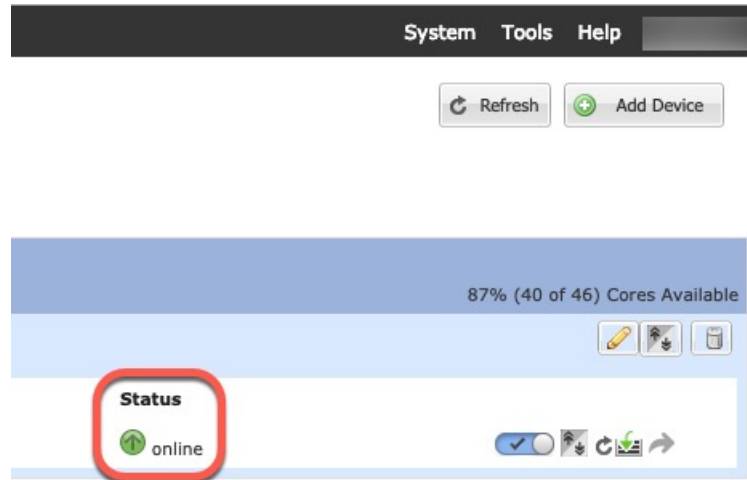 System Tools Help
Refresh Add Device
87% (40 of 46) Cores Available
Status
online